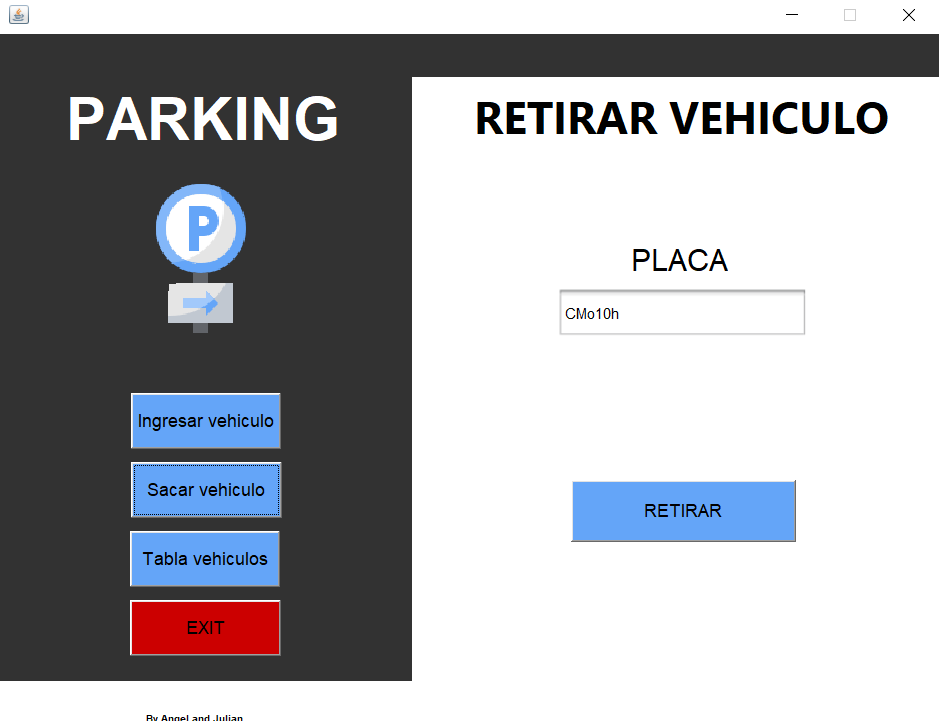 PARKING
P
Ingresar vehiculo
Sacar vehiculo
Tabla vehiculos
EXIT
By Angel and Julian
RETIRAR VEHICULO
PLACA
CMo10h
RETIRAR